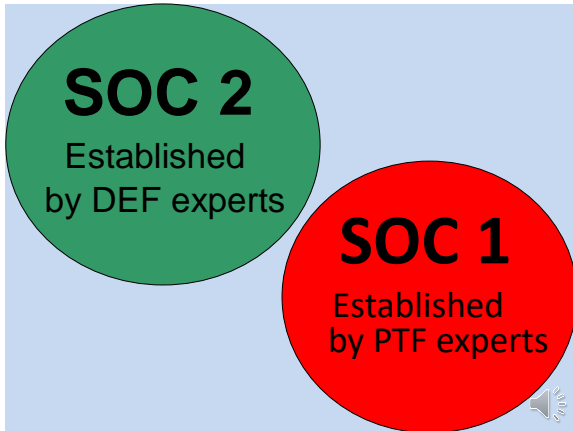 SOC 2
Established
by DEF experts
SOC 1
Established
by PTF experts